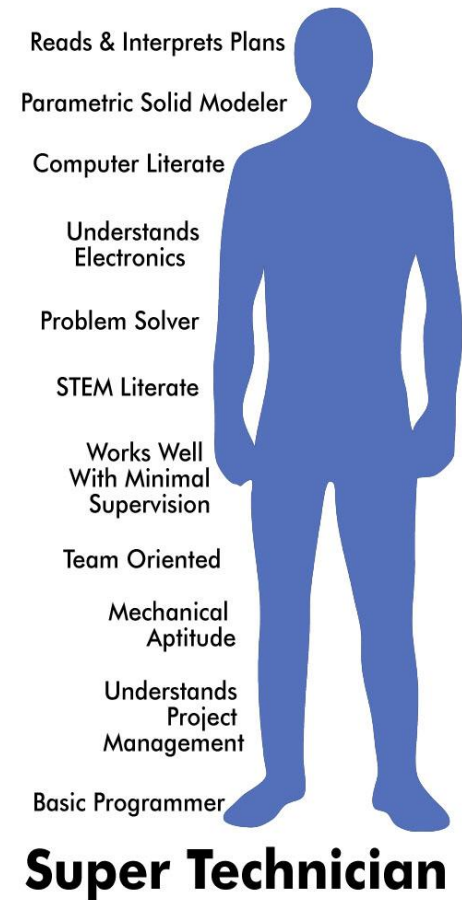 Reads & Interprets Plans
Parametric Solid Modeler
Computer Literate
Understands
Electronics
Problem Solver
STEM Literate
Works Well
With Minimal
Supervision
Team Oriented
Mechanical
Aptitude
Understands
Project
Management
Basic Programmer
Super Technician